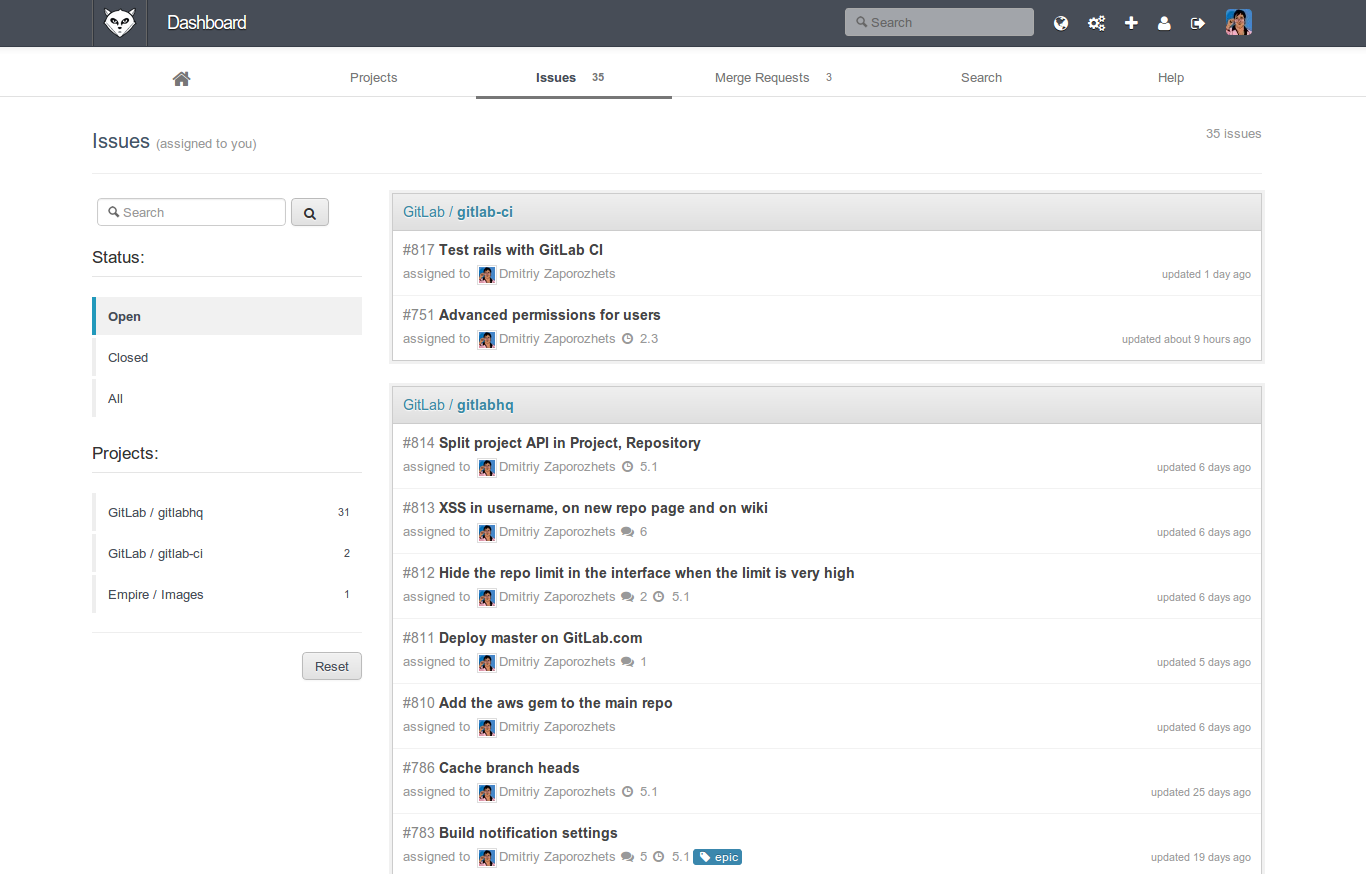 Dashboard
Search
Projects
Issues 35
Merge Requests 3
Search
Help
Issues (assigned to you)
35 issues
Search
Status:
Open
Closed
All
Projects:
GitLab / gitlabhq 31
GitLab / gitlab-ci 2
Empire / Images 1
Reset
GitLab / gitlab-ci
#817 Test rails with GitLab CI
assigned to Dmitriy Zaporozhets updated 1 day ago
#751 Advanced permissions for users
assigned to Dmitriy Zaporozhets 2.3 updated about 9 hours ago
GitLab / gitlabhq
#814 Split project API in Project, Repository
assigned to Dmitriy Zaporozhets 5.1 updated 6 days ago
#813 XSS in username, on new repo page and on wiki
assigned to Dmitriy Zaporozhets 6 updated 6 days ago
#812 Hide the repo limit in the interface when the limit is very high
assigned to Dmitriy Zaporozhets 2 5.1 updated 6 days ago
#811 Deploy master on GitLab.com
assigned to Dmitriy Zaporozhets 1 updated 5 days ago
#810 Add the aws gem to the main repo
assigned to Dmitriy Zaporozhets updated 6 days ago
#786 Cache branch heads
assigned to Dmitriy Zaporozhets 5.1 updated 25 days ago
#783 Build notification settings
assigned to Dmitriy Zaporozhets 5 5.1 epic updated 19 days ago